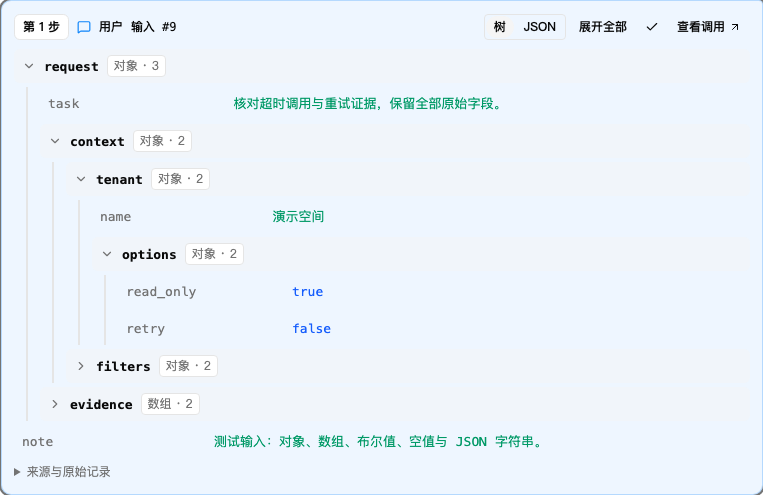 第 1 步 用户 输入 #9 树 JSON 展开全部 查看调用
request 对象 · 3
task 核对超时调用与重试证据，保留全部原始字段。
context 对象 · 2
tenant 对象 · 2
name 演示空间
options 对象 · 2
read_only true
retry false
filters 对象 · 2
evidence 数组 · 2
note 测试输入：对象、数组、布尔值、空值与 JSON 字符串。
来源与原始记录